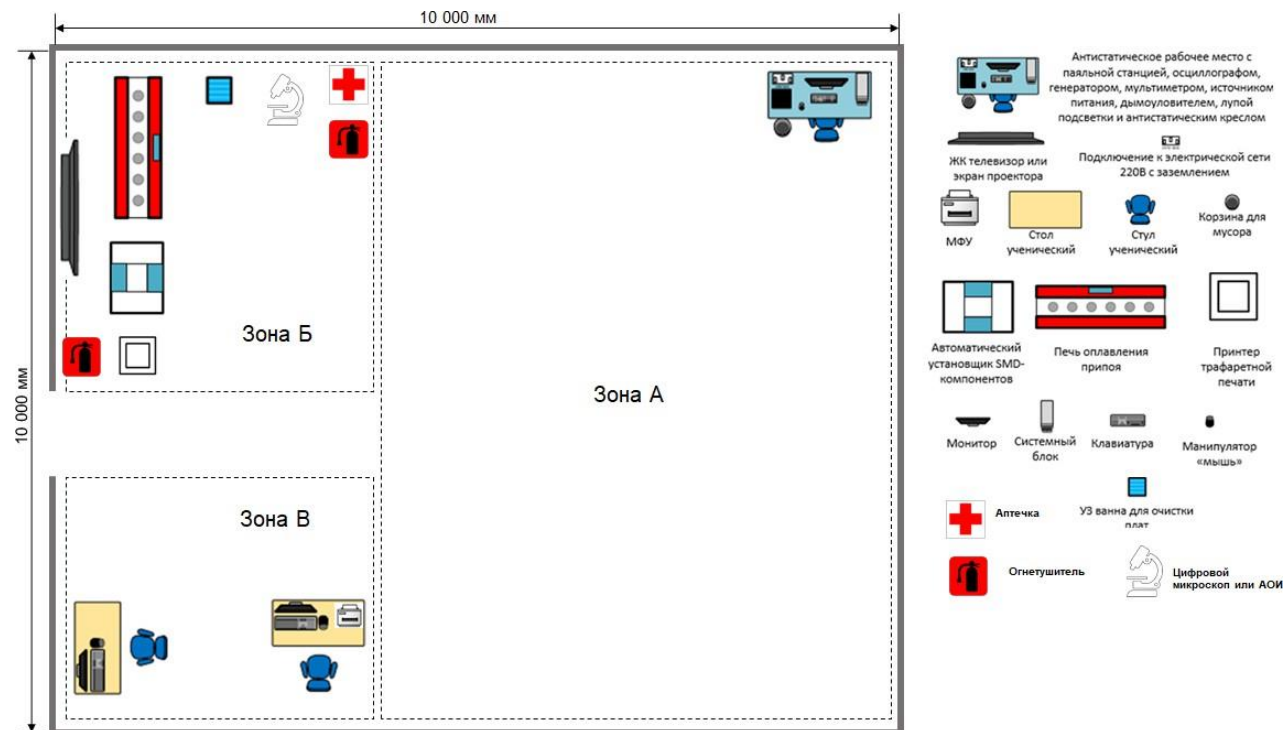 10 000 мм
10 000 мм
Зона Б
Зона А
Зона В
Антистатическое рабочее место с
паяльной станцией, осциллографом,
генератором, мультиметром, источником
питания, дымоуловителем, лупой
подсветки и антистатическим креслом
ЖК телевизор или
экран проектора
Подключение к электрической сети
220В с заземлением
МФУ
Стол
ученический
Стул
ученический
Корзина для
мусора
Автоматический
установщик SMD-
компонентов
Печь оплавления
припоя
Принтер
трафаретной
печати
Монитор
Системный
блок
Клавиатура
Манипулятор
«мышь»
Аптечка
УЗ ванна для очистки
плат
Огнетушитель
Цифровой
микроскоп или АОИ